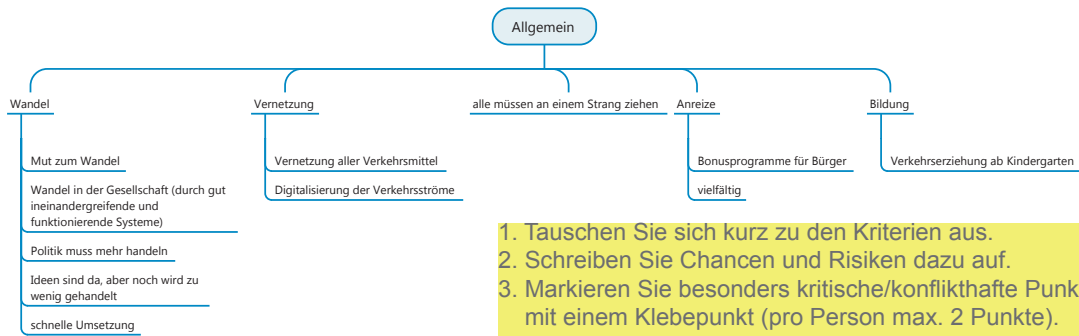 Allgemein
Wandel
Vernetzung
alle müssen an einem Strang ziehen
Anreize
Bildung
Mut zum Wandel
Wandel in der Gesellschaft (durch gut
ineinandergreifende und
funktionierende Systeme)
Politik muss mehr handeln
Ideen sind da, aber noch wird zu
wenig gehandelt
schnelle Umsetzung
Vernetzung aller Verkehrsmittel
Digitalisierung der Verkehrsströme
Bonusprogramme für Bürger
vielfältig
Verkehrserziehung ab Kindergarten
1. Tauschen Sie sich kurz zu den Kriterien aus.
2. Schreiben Sie Chancen und Risiken dazu auf.
3. Markieren Sie besonders kritische/konflikthafte Punk
mit einem Klebepunkt (pro Person max. 2 Punkte).